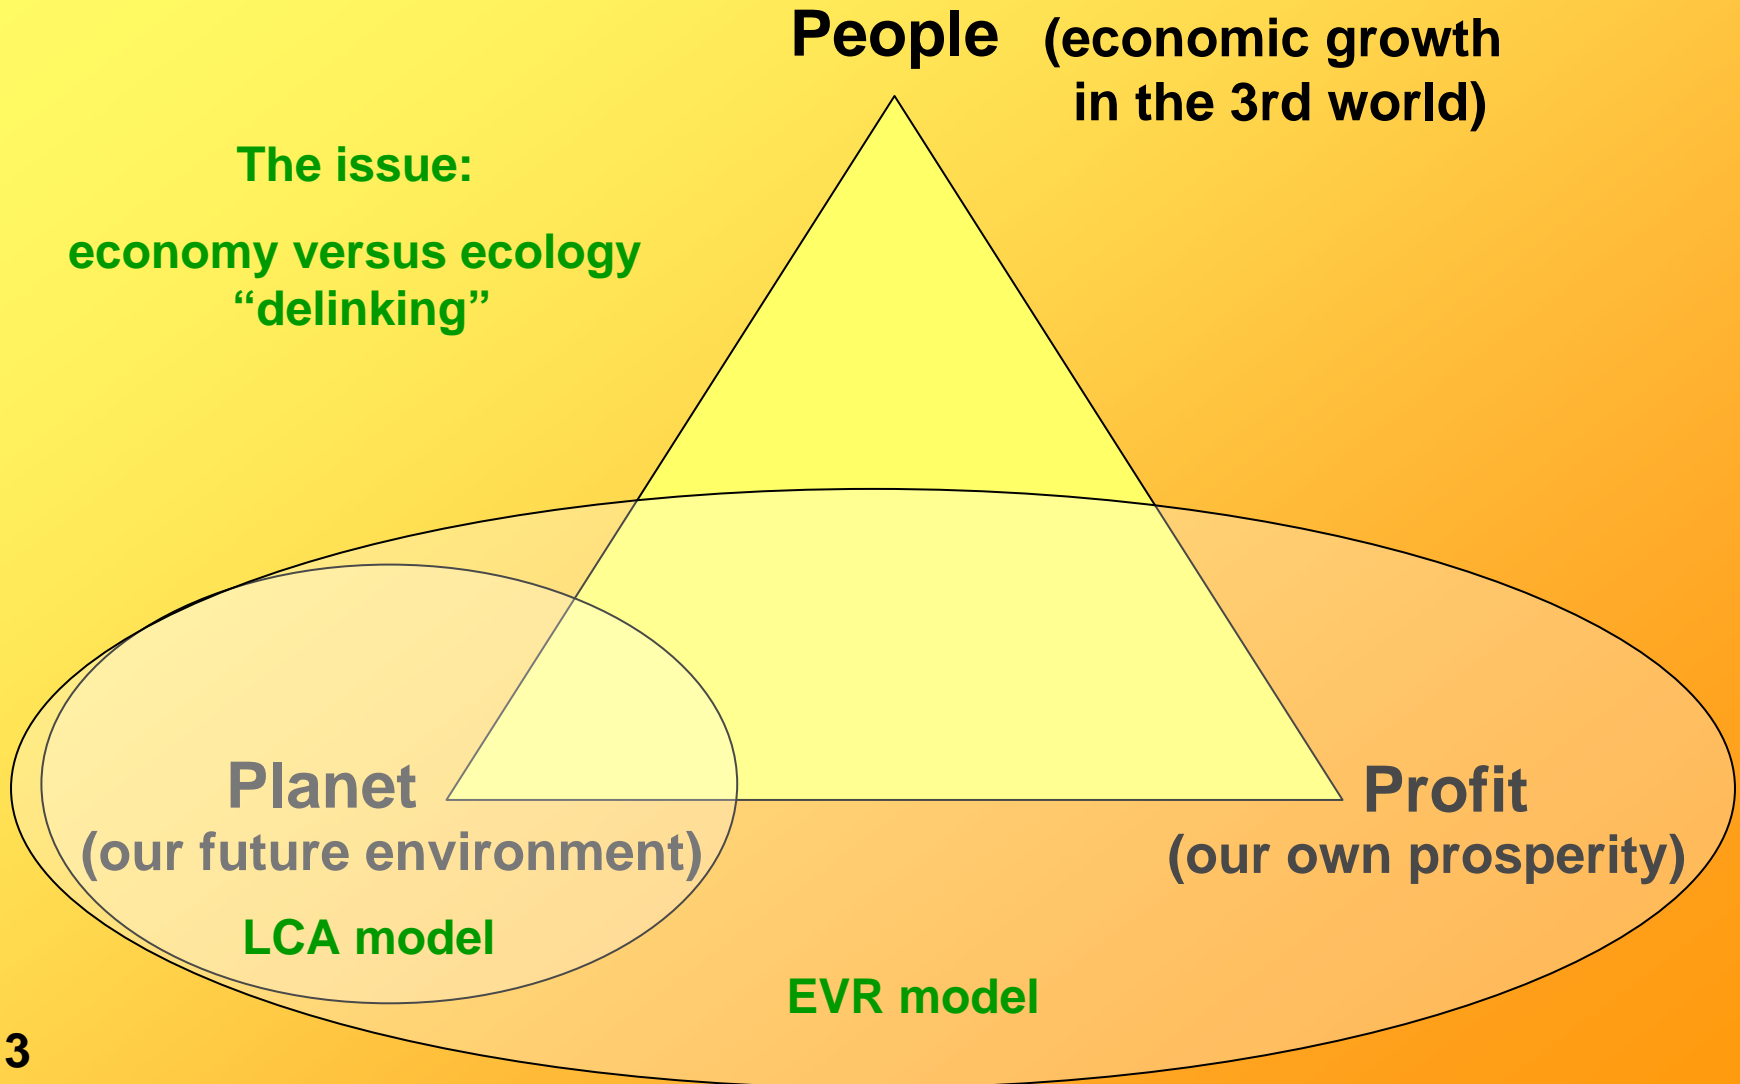 People (economic growth
in the 3rd world)
The issue:
economy versus ecology
“delinking”
Planet
(our future environment)
LCA model
Profit
(our own prosperity)
EVR model
3